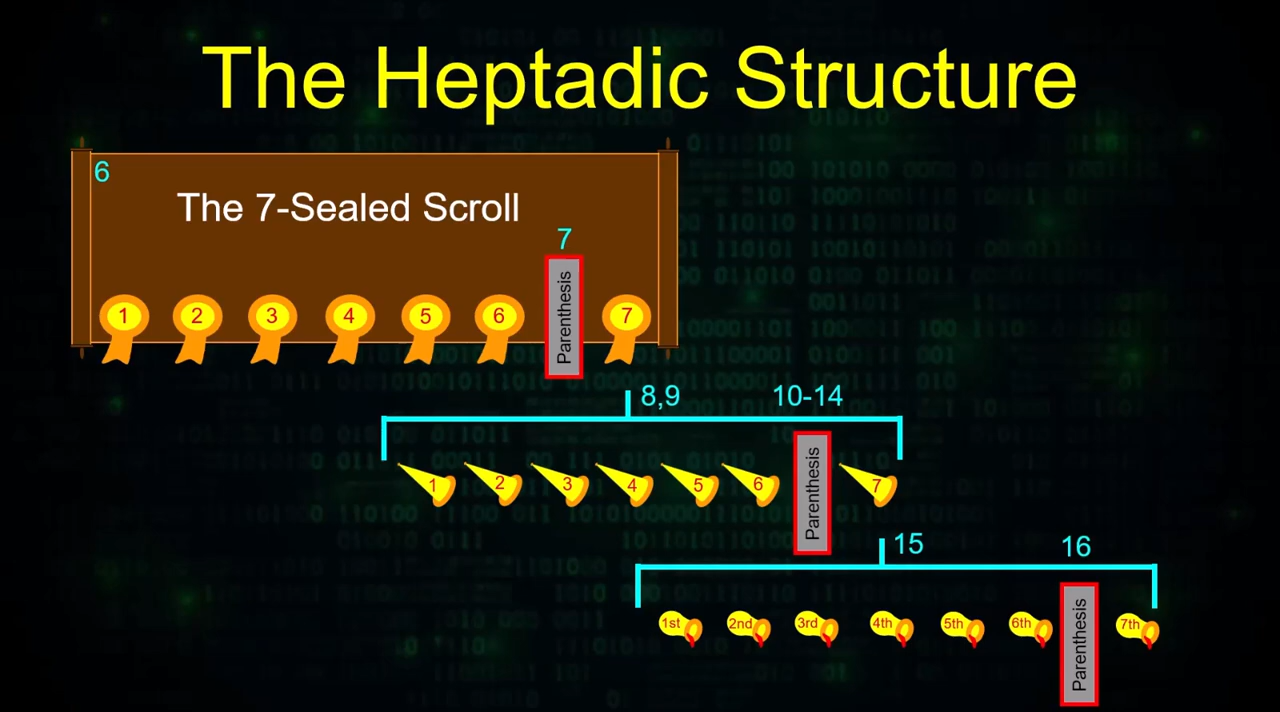 The Heptadic Structure
6
The 7-Sealed Scroll
7
1 2 3 4 5 6 Parenthesis 7
8,9 10-14
1 2 3 4 5 6 Parenthesis 7
15 16
1st 2nd 3rd 4th 5th 6th Parenthesis 7th